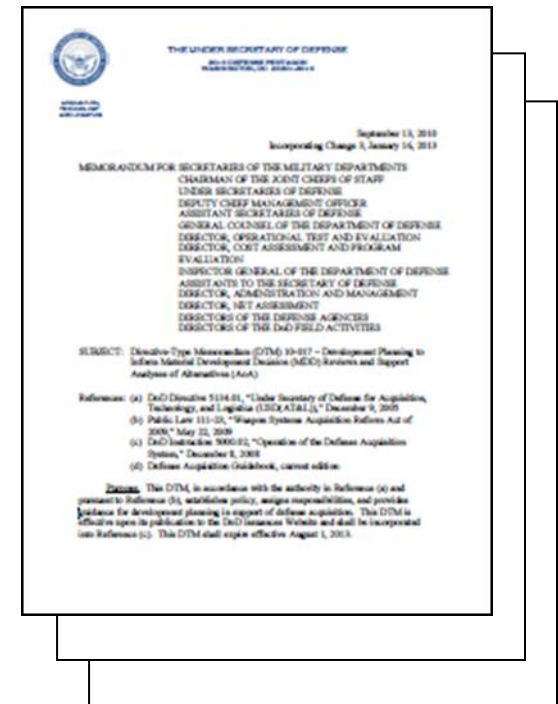 THE UNDER SECRETARY OF DEFENSE
3010 DEFENSE PENTAGON
WASHINGTON, DC 20301-3010
ACQUISITION,
TECHNOLOGY
AND LOGISTICS
September 13, 2010
Incorporating Change 3, January 16, 2013
MEMORANDUM FOR SECRETARIES OF THE MILITARY DEPARTMENTS
CHAIRMAN OF THE JOINT CHIEFS OF STAFF
UNDER SECRETARIES OF DEFENSE
DEPUTY CHIEF MANAGEMENT OFFICER
ASSISTANT SECRETARIES OF DEFENSE
GENERAL COUNSEL OF THE DEPARTMENT OF DEFENSE
DIRECTOR, OPERATIONAL TEST AND EVALUATION
DIRECTOR, COST ASSESSMENT AND PROGRAM
EVALUATION
INSPECTOR GENERAL OF THE DEPARTMENT OF DEFENSE
ASSISTANTS TO THE SECRETARY OF DEFENSE
DIRECTOR, ADMINISTRATION AND MANAGEMENT
DIRECTOR, NET ASSESSMENT
DIRECTORS OF THE DEFENSE AGENCIES
DIRECTORS OF THE DoD FIELD ACTIVITIES
SUBJECT: Directive-Type Memorandum (DTM) 10-017 – Development Planning to
Inform Materiel Development Decision (MDD) Reviews and Support
Analyses of Alternatives (AoA)
References: (a) DoD Directive 5134.01, "Under Secretary of Defense for Acquisition,
Technology, and Logistics (USD(AT&L))," December 9, 2005
(b) Public Law 111-23, "Weapon Systems Acquisition Reform Act of
2009," May 22, 2009
(c) DoD Instruction 5000.02, "Operation of the Defense Acquisition
System," December 8, 2008
(d) Defense Acquisition Guidebook, current edition
Purpose. This DTM, in accordance with the authority in Reference (a) and
pursuant to Reference (b), establishes policy, assigns responsibilities, and provides
guidance for development planning in support of defense acquisition. This DTM is
effective upon its publication to the DoD Issuances Website and shall be incorporated
into Reference (c). This DTM shall expire effective August 1, 2013.